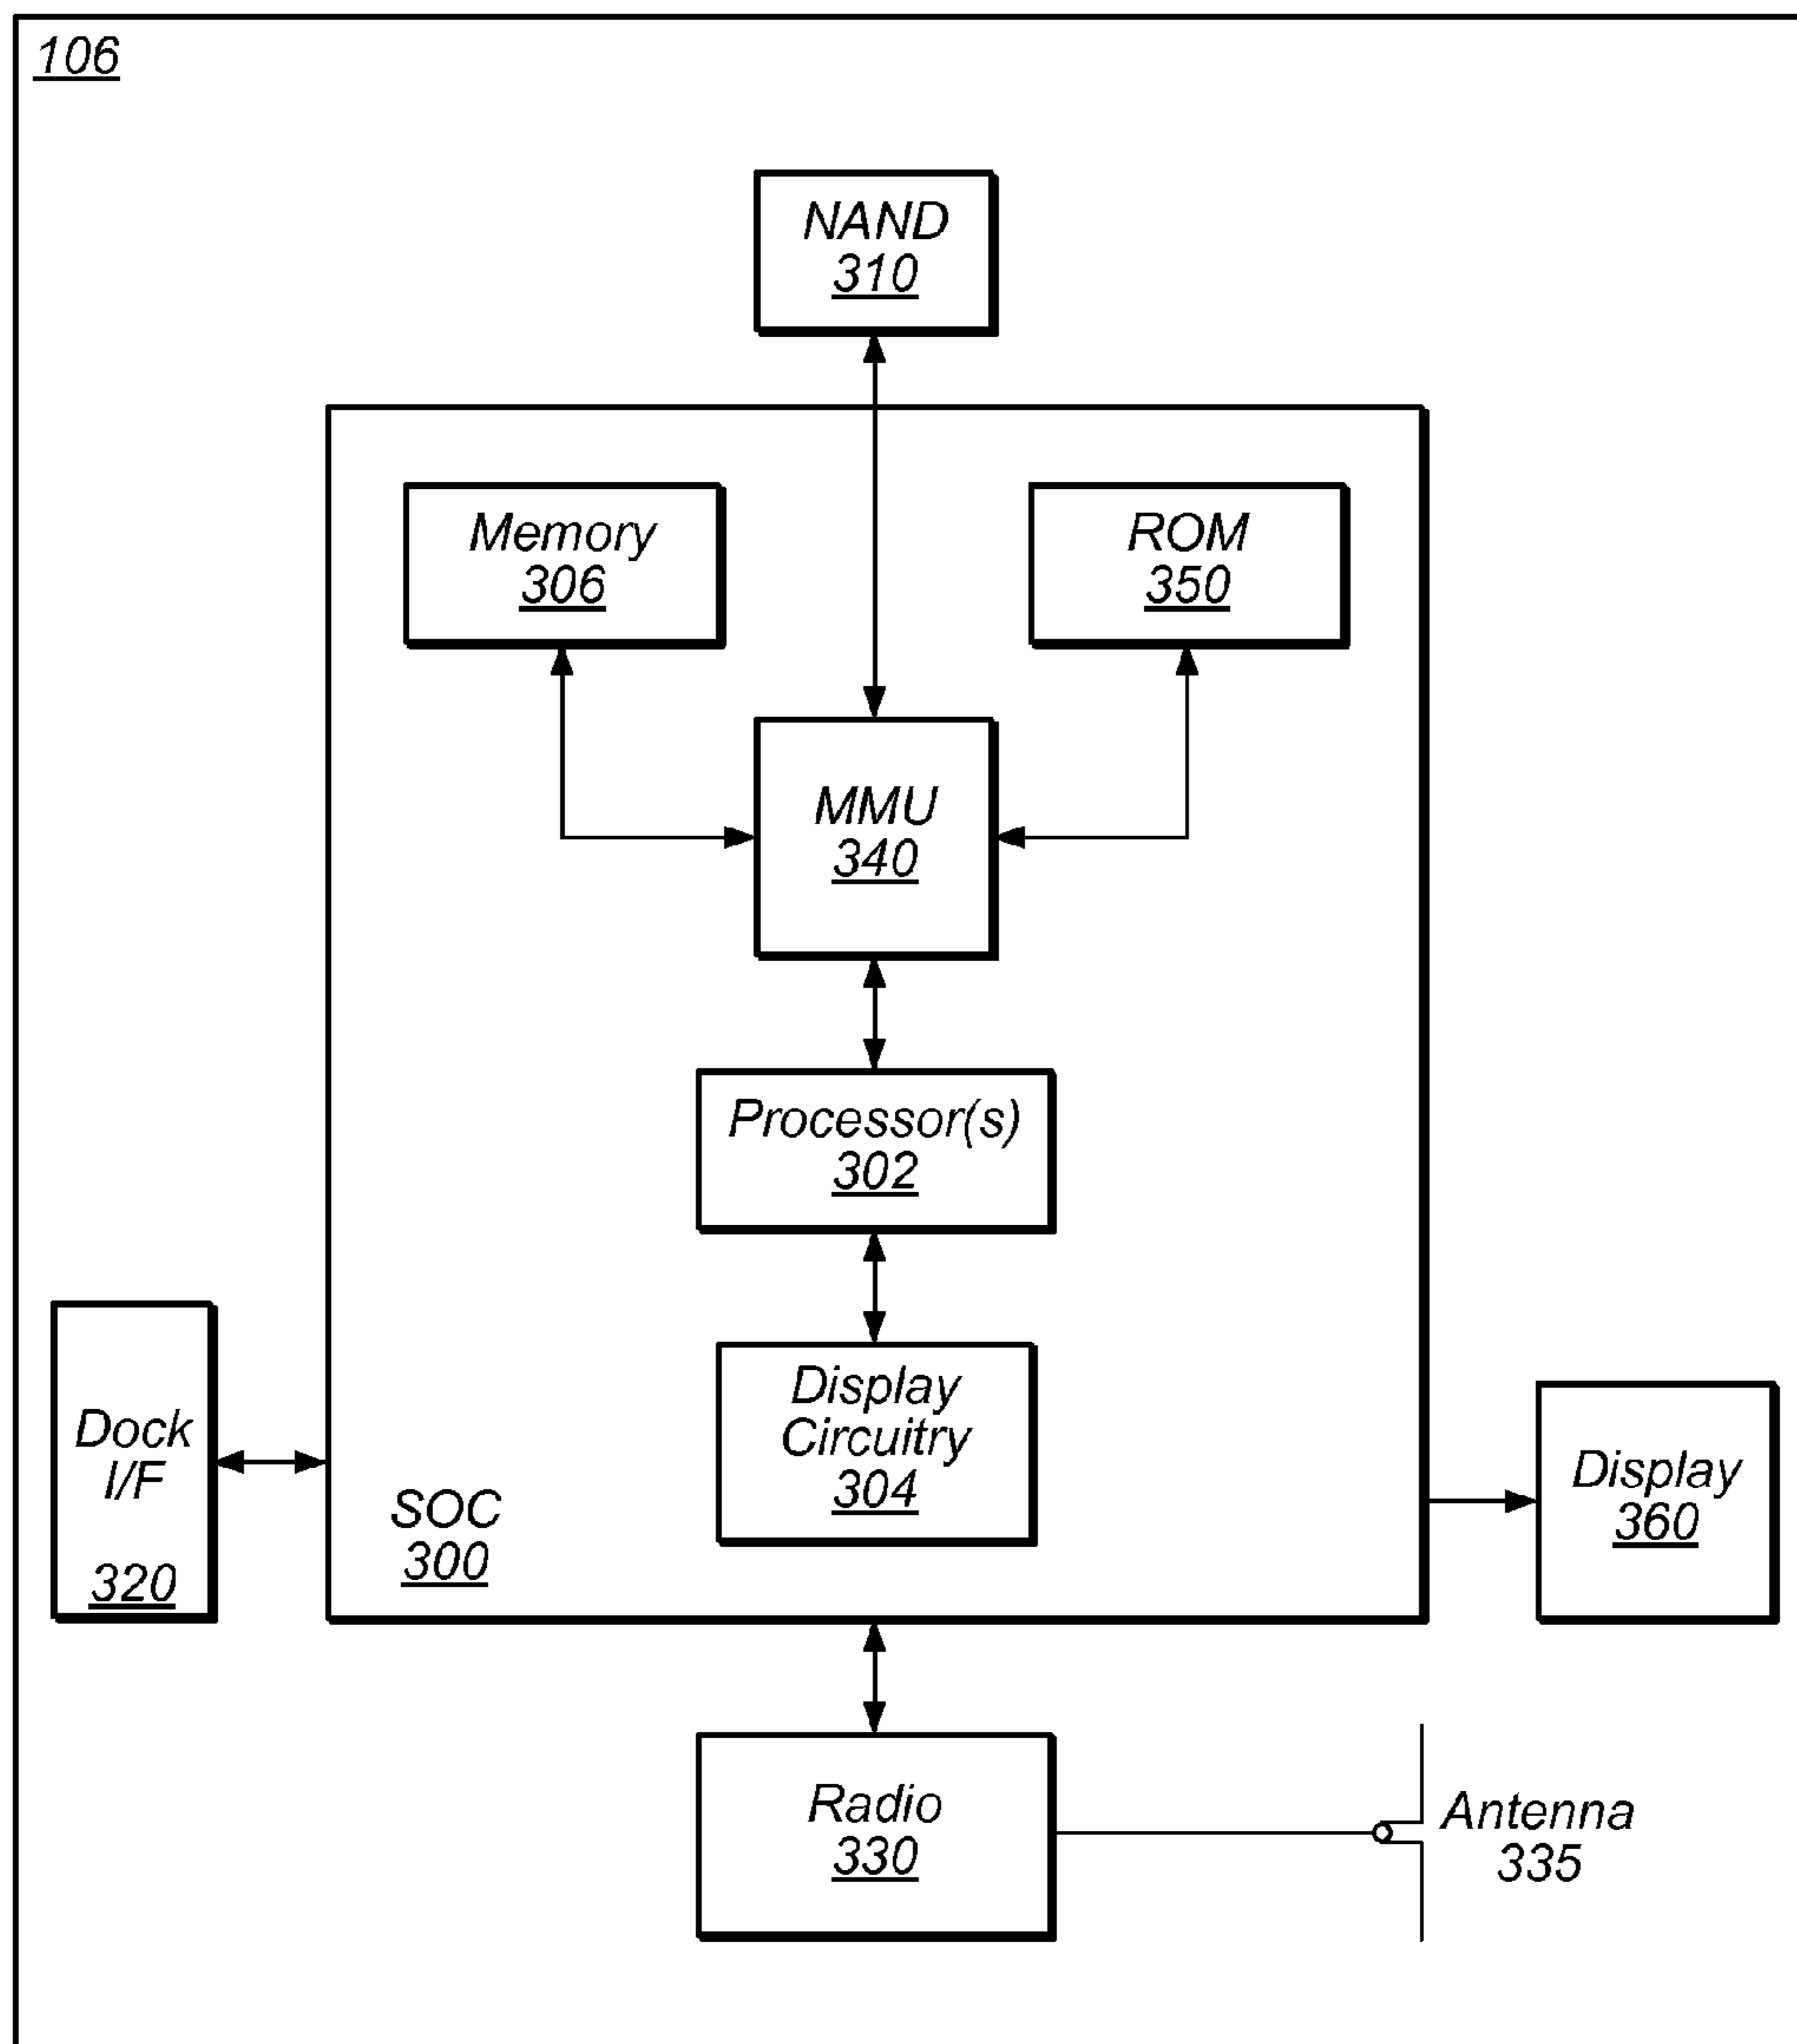 106
NAND
310
Memory
306
ROM
350
MMU
340
Processor(s)
302
Display
Circuitry
304
Dock
I/F
320
SOC
300
Display
360
Radio
330
Antenna
335